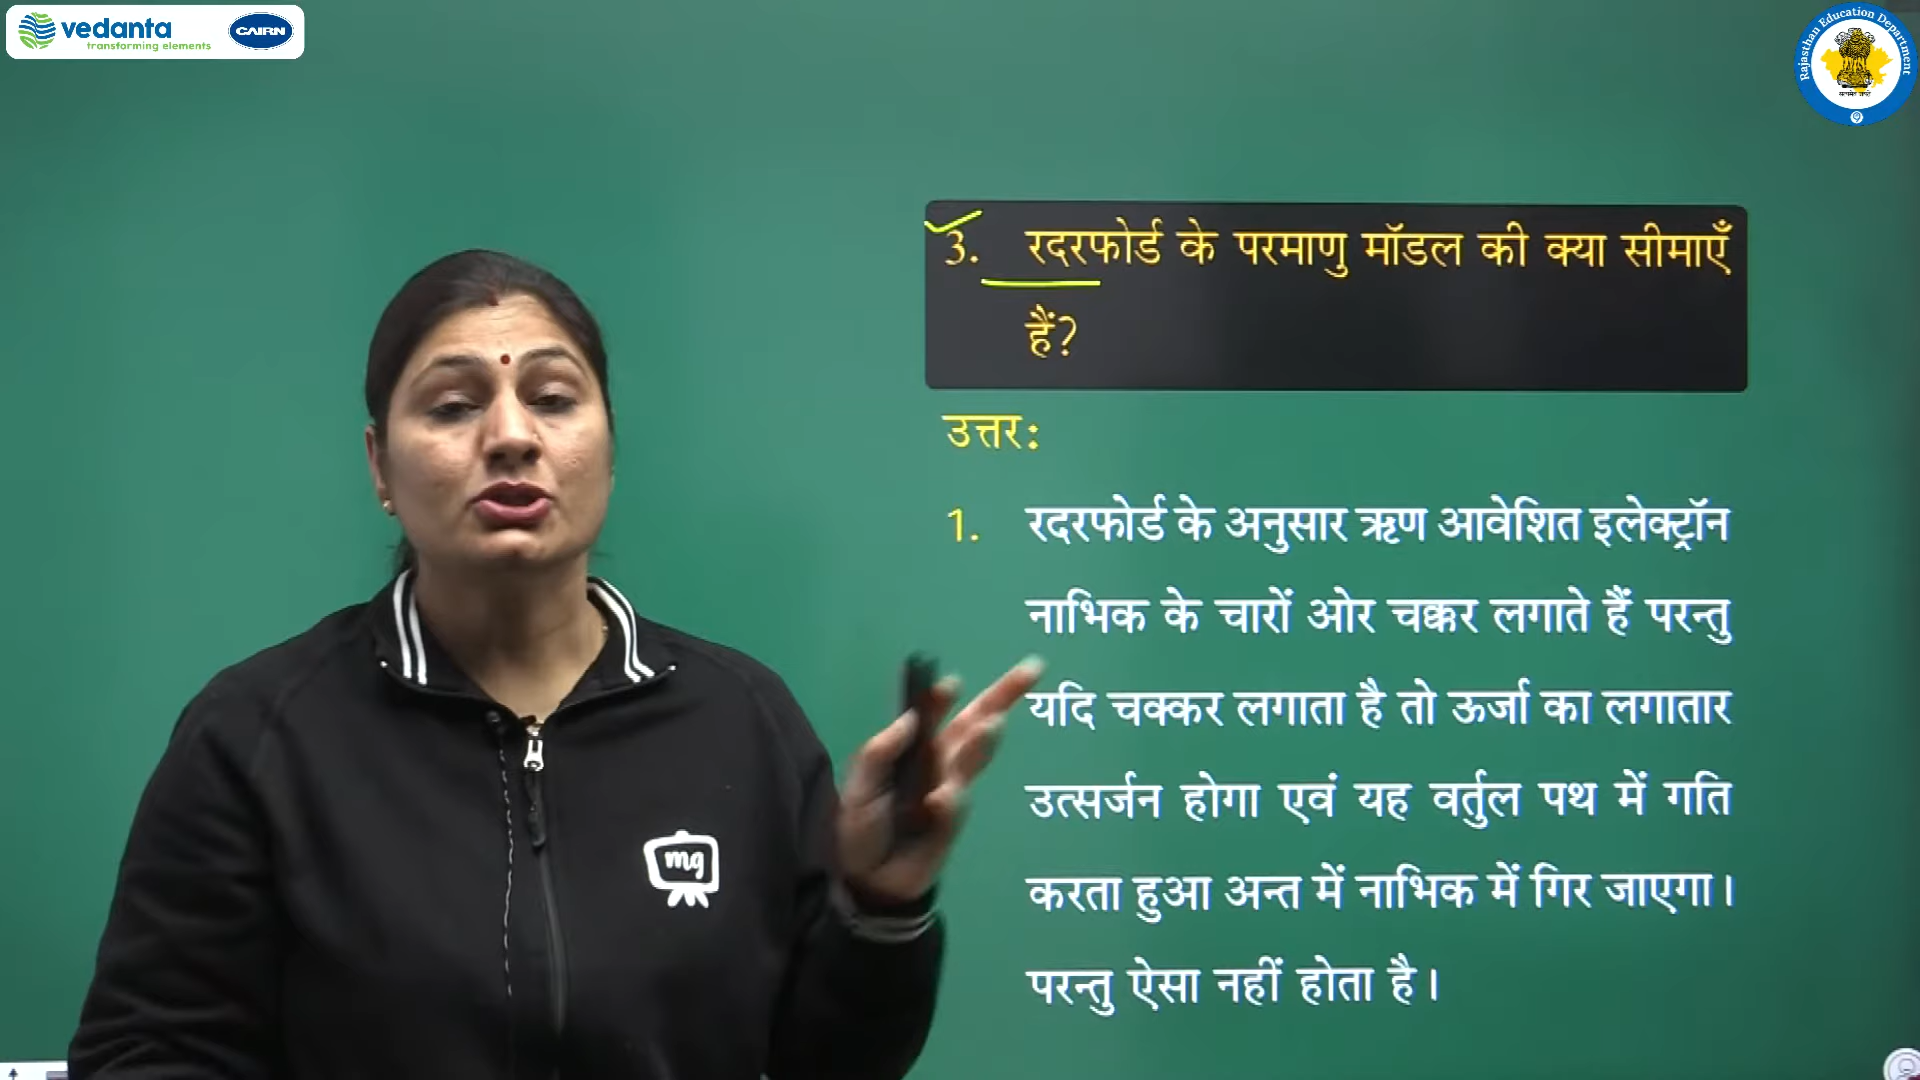 vedanta
transforming elements
CAIRN
Rajasthan Education Department
3. रदरफोर्ड के परमाणु मॉडल की क्या सीमाएँ
हैं?
उत्तर:
1. रदरफोर्ड के अनुसार ऋण आवेशित इलेक्ट्रॉन
नाभिक के चारों ओर चक्कर लगाते हैं परन्तु
यदि चक्कर लगाता है तो ऊर्जा का लगातार
उत्सर्जन होगा एवं यह वर्तुल पथ में गति
करता हुआ अन्त में नाभिक में गिर जाएगा।
परन्तु ऐसा नहीं होता है।
mg